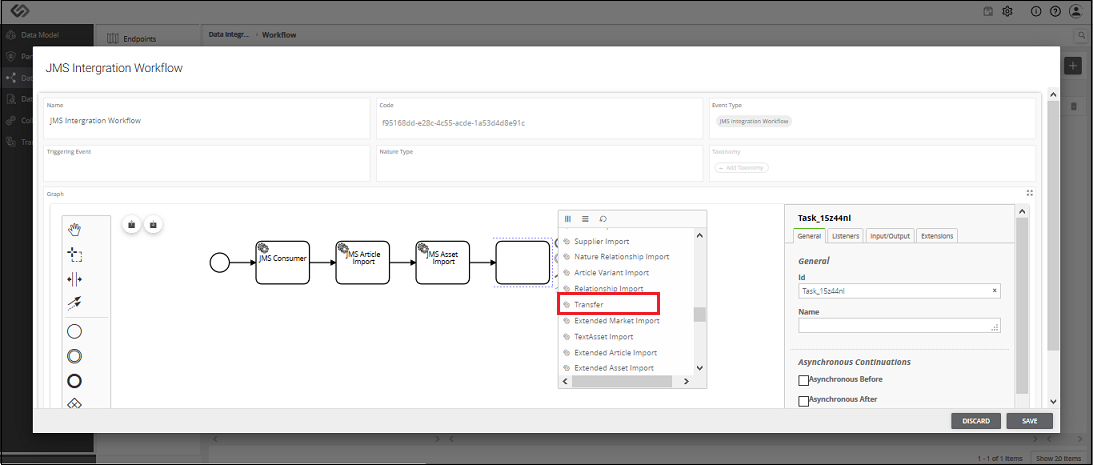 Data Model
Endpoints
Data Integr... › Workflow
JMS Intergration Workflow
Name
JMS Intergration Workflow
Code
f95168dd-e28c-4c55-acde-1a53d4d8e91c
Event Type
JMS Integration Workflow
Triggering Event
Nature Type
Taxonomy
+ Add Taxonomy
Graph
JMS Consumer
JMS Article
Import
JMS Asset
Import
Supplier Import
Nature Relationship Import
Article Variant Import
Relationship Import
Transfer
Extended Market Import
TextAsset Import
Extended Article Import
Extended Asset Import
Task_15z44nl
General
Listeners
Input/Output
Extensions
General
Id
Task_15z44nl
×
Name
Asynchronous Continuations
Asynchronous Before
Asynchronous After
DISCARD
SAVE
1 - 1 of 1 Items
Show 20 Items